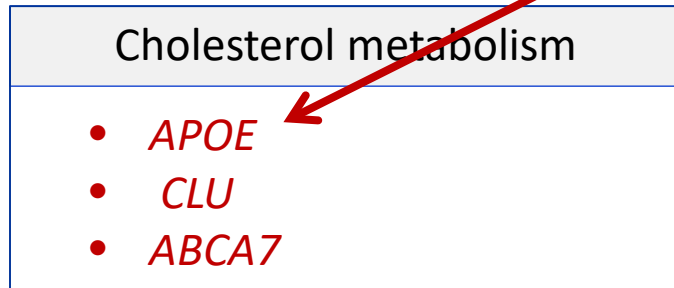 Cholesterol metabolism
• APOE
• CLU
• ABCA7